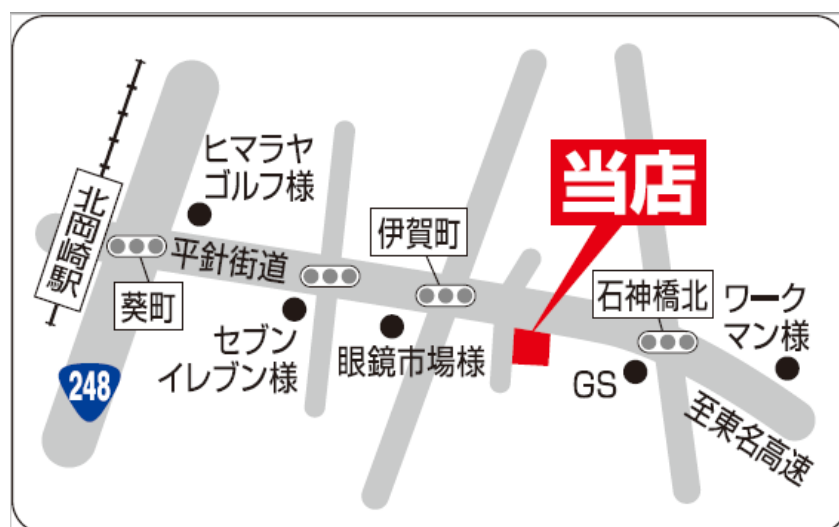 北岡崎駅
248
葵町
ヒマラヤ
ゴルフ様
平針街道
セブン
イレブン様
眼鏡市場様
伊賀町
当店
石神橋北
GS
ワーク
マン様
至東名高速